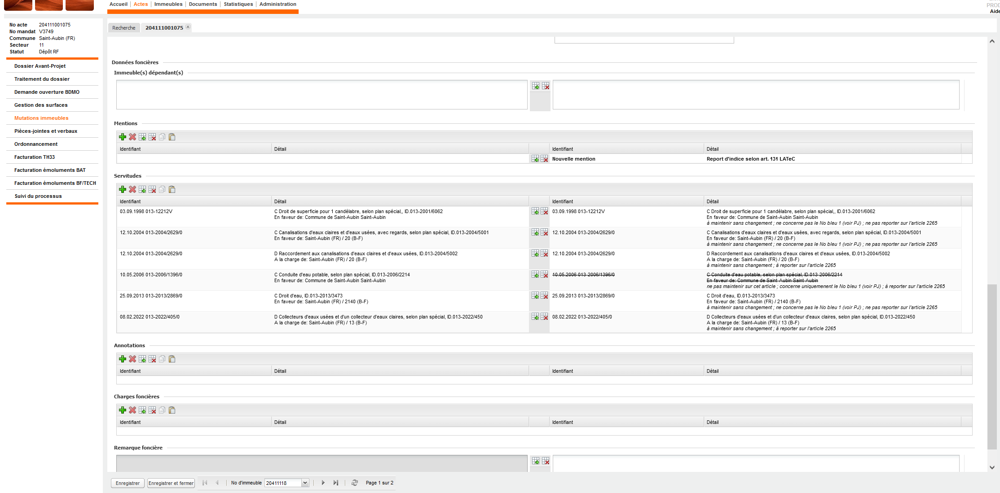 Accueil | Actes | Immeubles | Documents | Statistiques | Administration
PROD
Aide
No acte 204111001075
No mandat V3749
Commune Saint-Aubin (FR)
Secteur 11
Statut Dépôt RF
Dossier Avant-Projet
Traitement du dossier
Demande ouverture BDMO
Gestion des surfaces
Mutations immeubles
Pièces-jointes et verbaux
Ordonnancement
Facturation TH33
Facturation émoluments BAT
Facturation émoluments BF/TECH
Suivi du processus
Recherche 204111001075
Données foncières
Immeuble(s) dépendant(s)
Mentions
Identifiant Détail Identifiant Détail
Nouvelle mention Report d'indice selon art. 131 LATeC
Servitudes
Identifiant Détail Identifiant Détail
03.09.1998 013-12212V C Droit de superficie pour 1 candélabre, selon plan spécial,, ID.013-2001/6062 03.09.1998 013-12212V C Droit de superficie pour 1 candélabre, selon plan spécial,, ID.013-2001/6062
En faveur de: Commune de Saint-Aubin Saint-Aubin En faveur de: Commune de Saint-Aubin Saint-Aubin
à maintenir sans changement ; ne concerne pas le No bleu 1 (voir PJ) ; ne pas reporter sur l'article 2265
12.10.2004 013-2004/2629/0 C Canalisations d'eaux claires et d'eaux usées, avec regards, selon plan spécial, ID.013-2004/5001 12.10.2004 013-2004/2629/0 C Canalisations d'eaux claires et d'eaux usées, avec regards, selon plan spécial, ID.013-2004/5001
En faveur de: Saint-Aubin (FR) / 20 (B-F) En faveur de: Saint-Aubin (FR) / 20 (B-F)
à maintenir sans changement ; ne concerne pas le No bleu 1 (voir PJ) ; ne pas reporter sur l'article 2265
12.10.2004 013-2004/2629/0 D Raccordement aux canalisations d'eaux claires et d'eaux usées, ID.013-2004/5002 12.10.2004 013-2004/2629/0 D Raccordement aux canalisations d'eaux claires et d'eaux usées, ID.013-2004/5002
A la charge de: Saint-Aubin (FR) / 20 (B-F) A la charge de: Saint-Aubin (FR) / 20 (B-F)
à maintenir sans changement ; à reporter sur l'article 2265
10.05.2006 013-2006/1396/0 C Conduite d'eau potable, selon plan spécial, ID.013-2006/2214 10.05.2006 013-2006/1396/0 C Conduite d'eau potable, selon plan spécial, ID.013-2006/2214
En faveur de: Commune de Saint-Aubin Saint-Aubin En faveur de: Commune de Saint-Aubin Saint-Aubin
ne pas maintenir sur cet article ; concerne uniquemenent le No bleu 1 (voir PJ) ; à reporter sur l'article 2265
25.09.2013 013-2013/2869/0 C Droit d'eau, ID.013-2013/3473 25.09.2013 013-2013/2869/0 C Droit d'eau, ID.013-2013/3473
En faveur de: Saint-Aubin (FR) / 2140 (B-F) En faveur de: Saint-Aubin (FR) / 2140 (B-F)
à maintenir sans changement ; ne concerne pas le No bleu 1 (voir PJ) ; ne pas reporter sur l'article 2265
08.02.2022 013-2022/405/0 D Collecteurs d'eaux usées et d'un collecteur d'eaux claires, selon plan spécial, ID.013-2022/450 08.02.2022 013-2022/405/0 D Collecteurs d'eaux usées et d'un collecteur d'eaux claires, selon plan spécial, ID.013-2022/450
A la charge de: Saint-Aubin (FR) / 13 (B-F) A la charge de: Saint-Aubin (FR) / 13 (B-F)
à maintenir sans changement ; à reporter sur l'article 2265
Annotations
Identifiant Détail Identifiant Détail
Charges foncières
Identifiant Détail Identifiant Détail
Remarque foncière
Enregistrer Enregistrer et fermer No d'immeuble 20411118 Page 1 sur 2